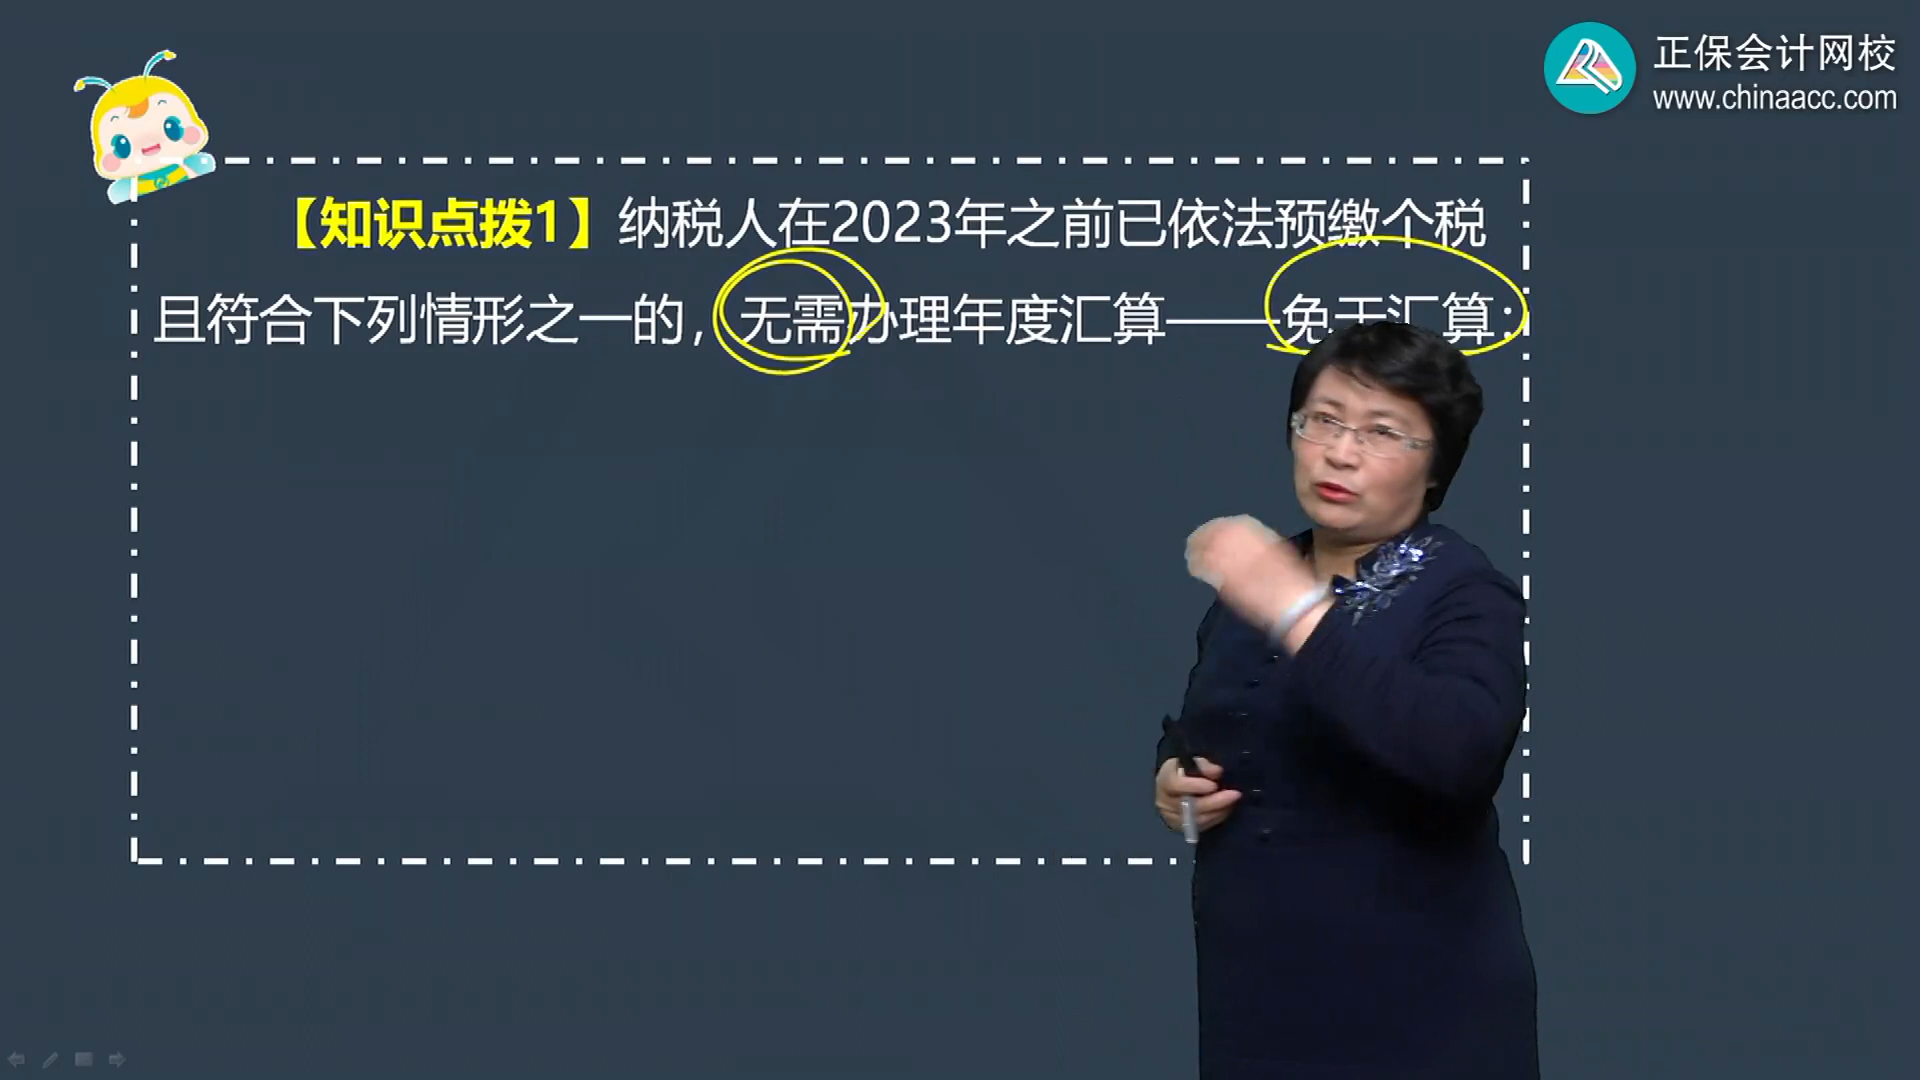 正保会计网校
www.chinaacc.com
【知识点拨1】纳税人在2023年之前已依法预缴个税
且符合下列情形之一的，无需办理年度汇算——免于汇算：